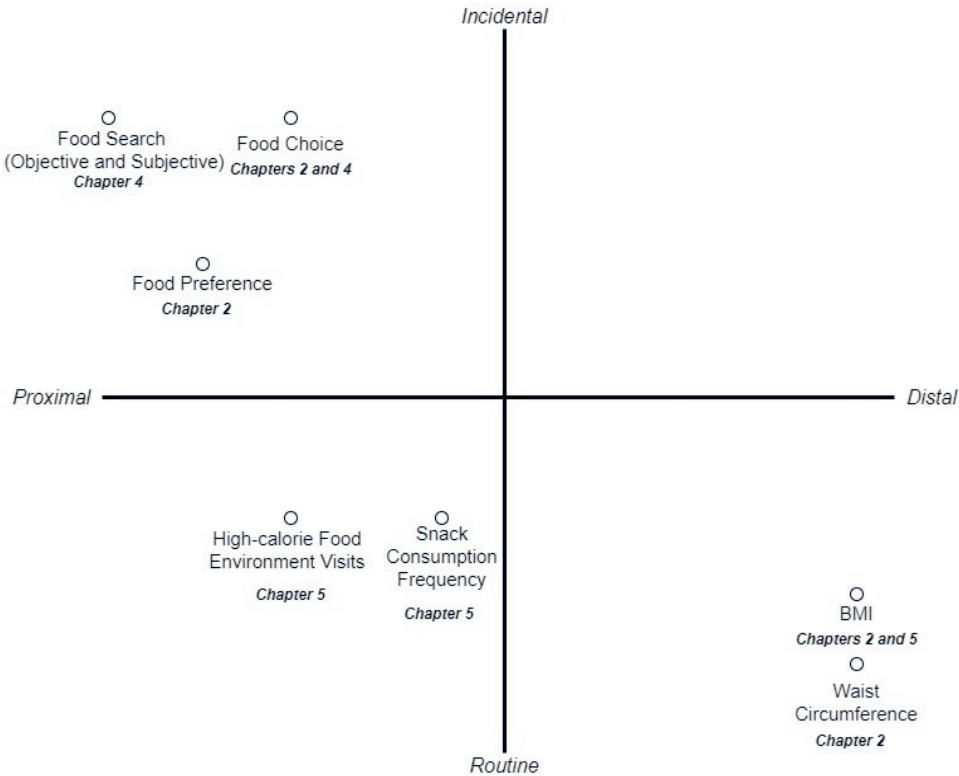 Incidental
Food Search
(Objective and Subjective)
Chapter 4
Food Choice
Chapters 2 and 4
Food Preference
Chapter 2
Proximal
Distal
High-calorie Food
Environment Visits
Chapter 5
Snack
Consumption
Frequency
Chapter 5
BMI
Chapters 2 and 5
Waist
Circumference
Chapter 2
Routine